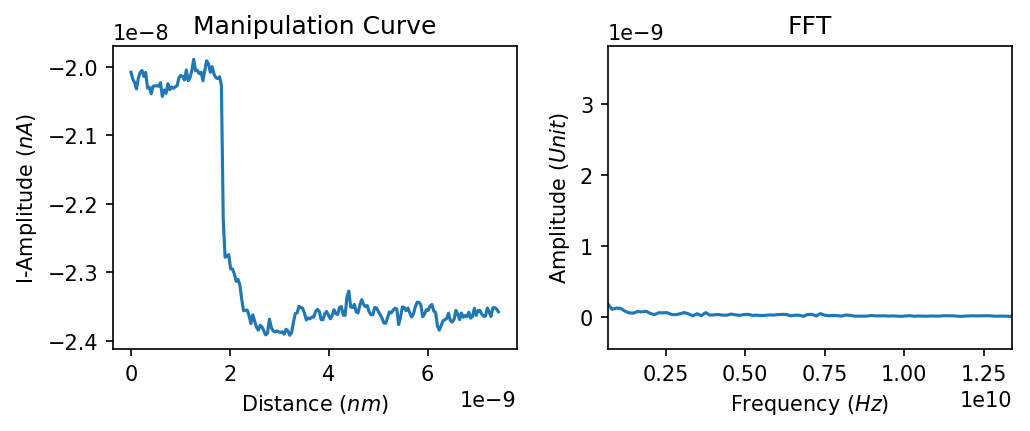 Manipulation Curve
1e−8
−2.0
−2.1
−2.2
−2.3
−2.4
I-Amplitude (nA)
0 2 4 6
1e−9
Distance (nm)
FFT
1e−9
3
2
1
0
Amplitude (Unit)
0.25 0.50 0.75 1.00 1.25
1e10
Frequency (Hz)